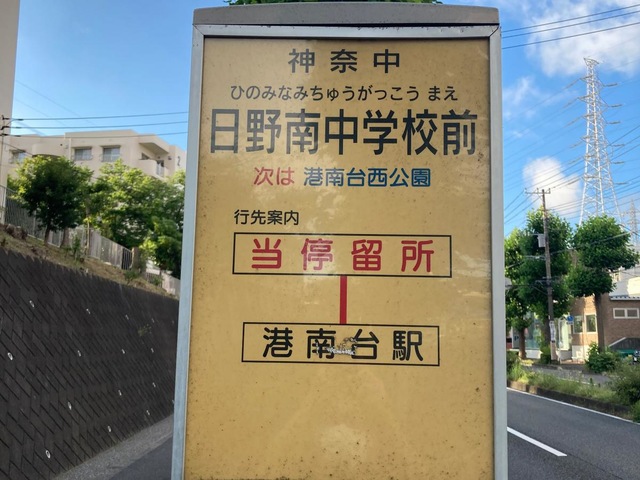 神奈中
ひのみなみちゅうがっこう まえ
日野南中学校前
次は 港南台西公園
行先案内
当停留所
港南台駅